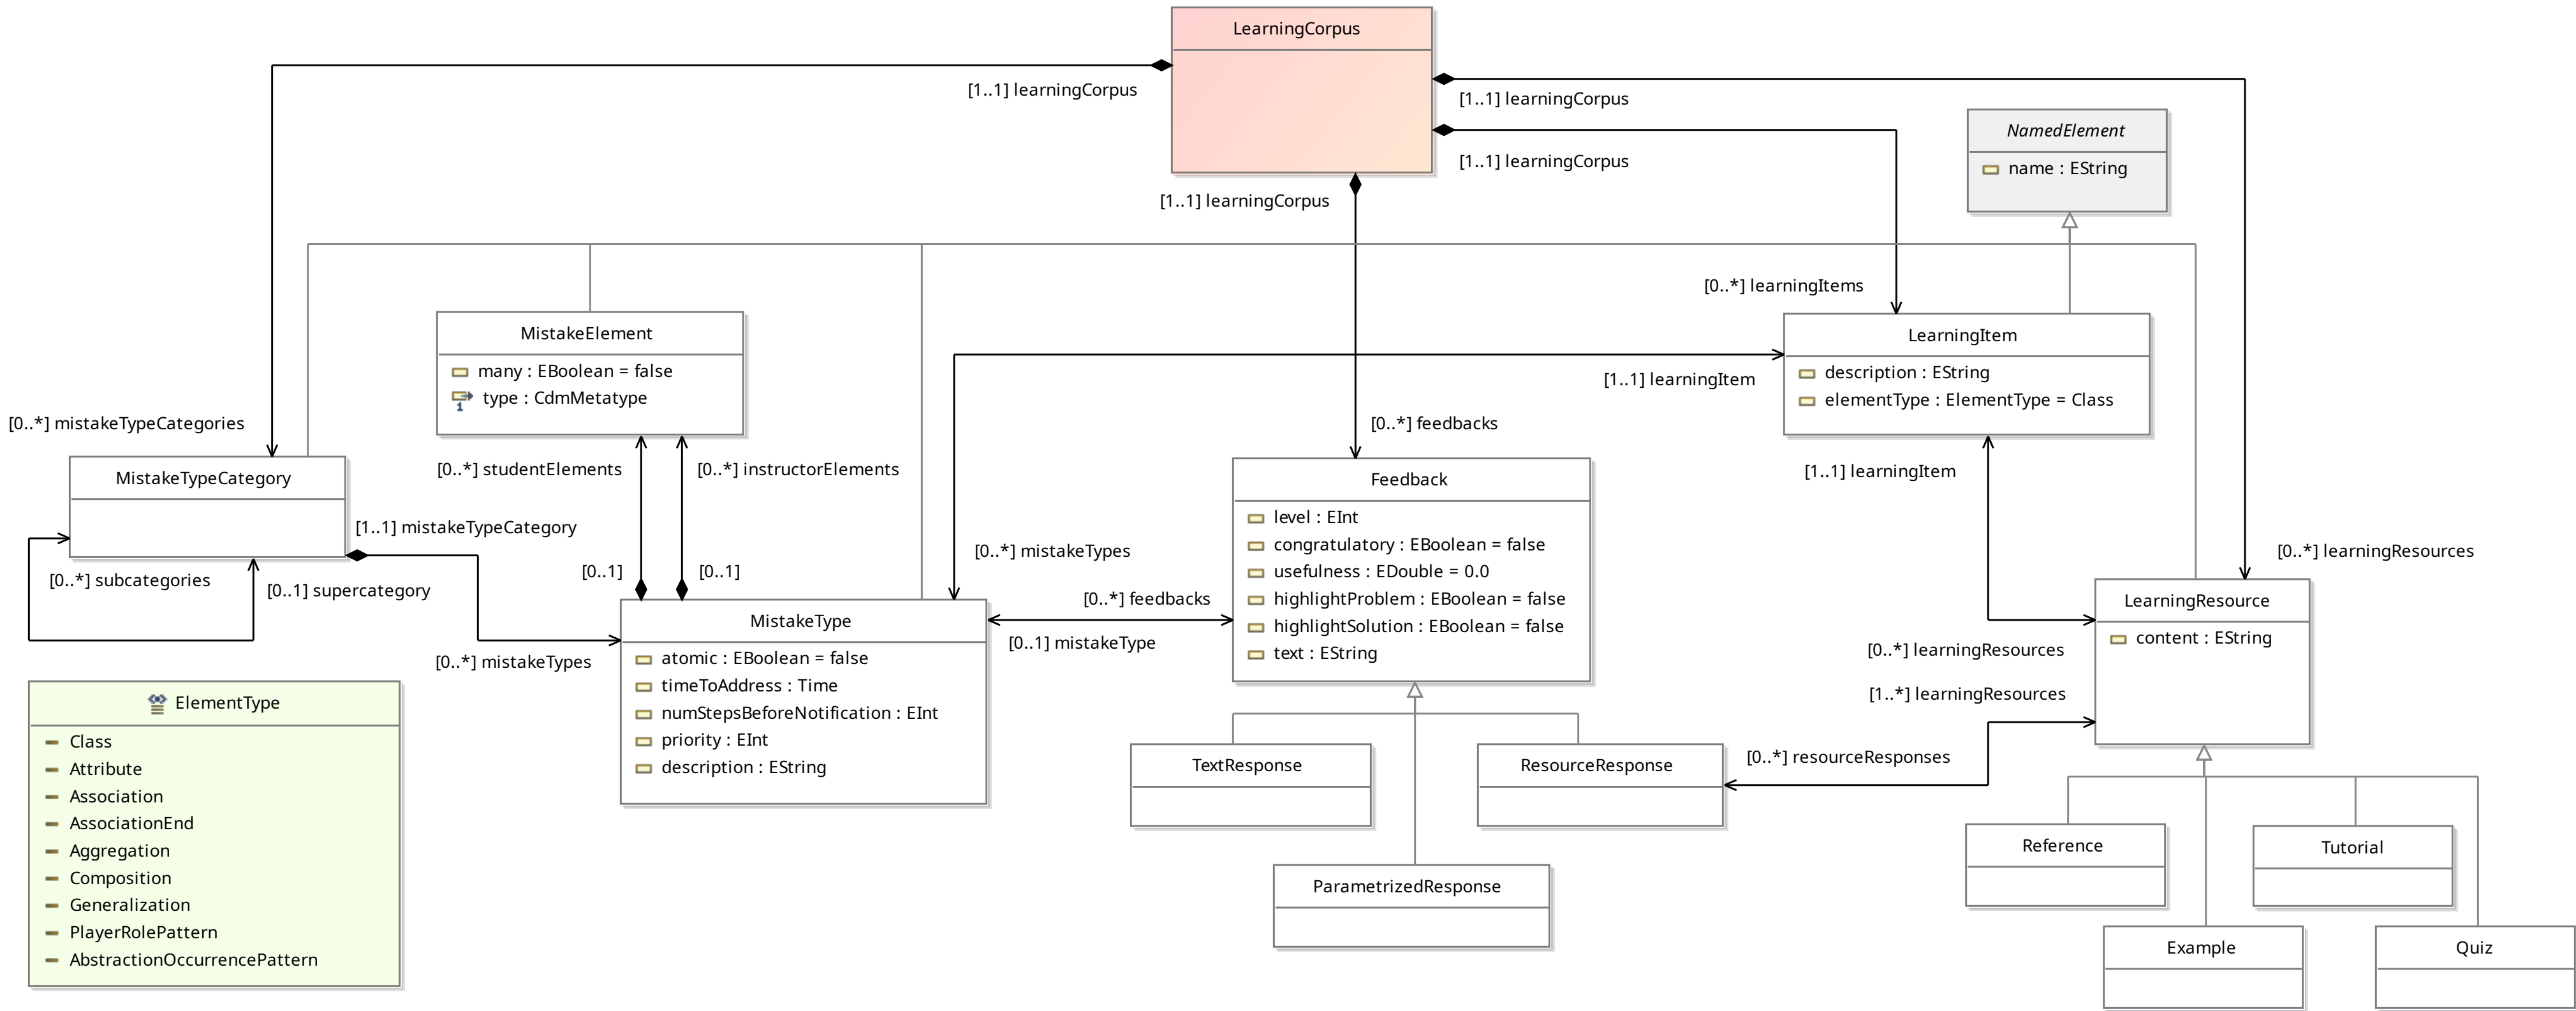 LearningCorpus
[1..1] learningCorpus
[1..1] learningCorpus
[1..1] learningCorpus
[1..1] learningCorpus
NamedElement
name : EString
[0..*] learningItems
MistakeElement
many : EBoolean = false
1
type : CdmMetatype
LearningItem
description : EString
elementType : ElementType = Class
[1..1] learningItem
[0..*] mistakeTypeCategories
[0..*] feedbacks
MistakeTypeCategory
[0..*] studentElements
[0..*] instructorElements
[1..1] learningItem
Feedback
level : EInt
congratulatory : EBoolean = false
usefulness : EDouble = 0.0
highlightProblem : EBoolean = false
highlightSolution : EBoolean = false
text : EString
[1..1] mistakeTypeCategory
[0..*] mistakeTypes
[0..*] learningResources
[0..*] subcategories
[0..1] supercategory
[0..1]
[0..1]
[0..*] feedbacks
[0..1] mistakeType
[0..*] mistakeTypes
MistakeType
atomic : EBoolean = false
timeToAddress : Time
numStepsBeforeNotification : EInt
priority : EInt
description : EString
LearningResource
content : EString
[0..*] learningResources
[1..*] learningResources
[0..*] resourceResponses
ElementType
Class
Attribute
Association
AssociationEnd
Aggregation
Composition
Generalization
PlayerRolePattern
AbstractionOccurrencePattern
TextResponse
ResourceResponse
ParametrizedResponse
Reference
Tutorial
Example
Quiz